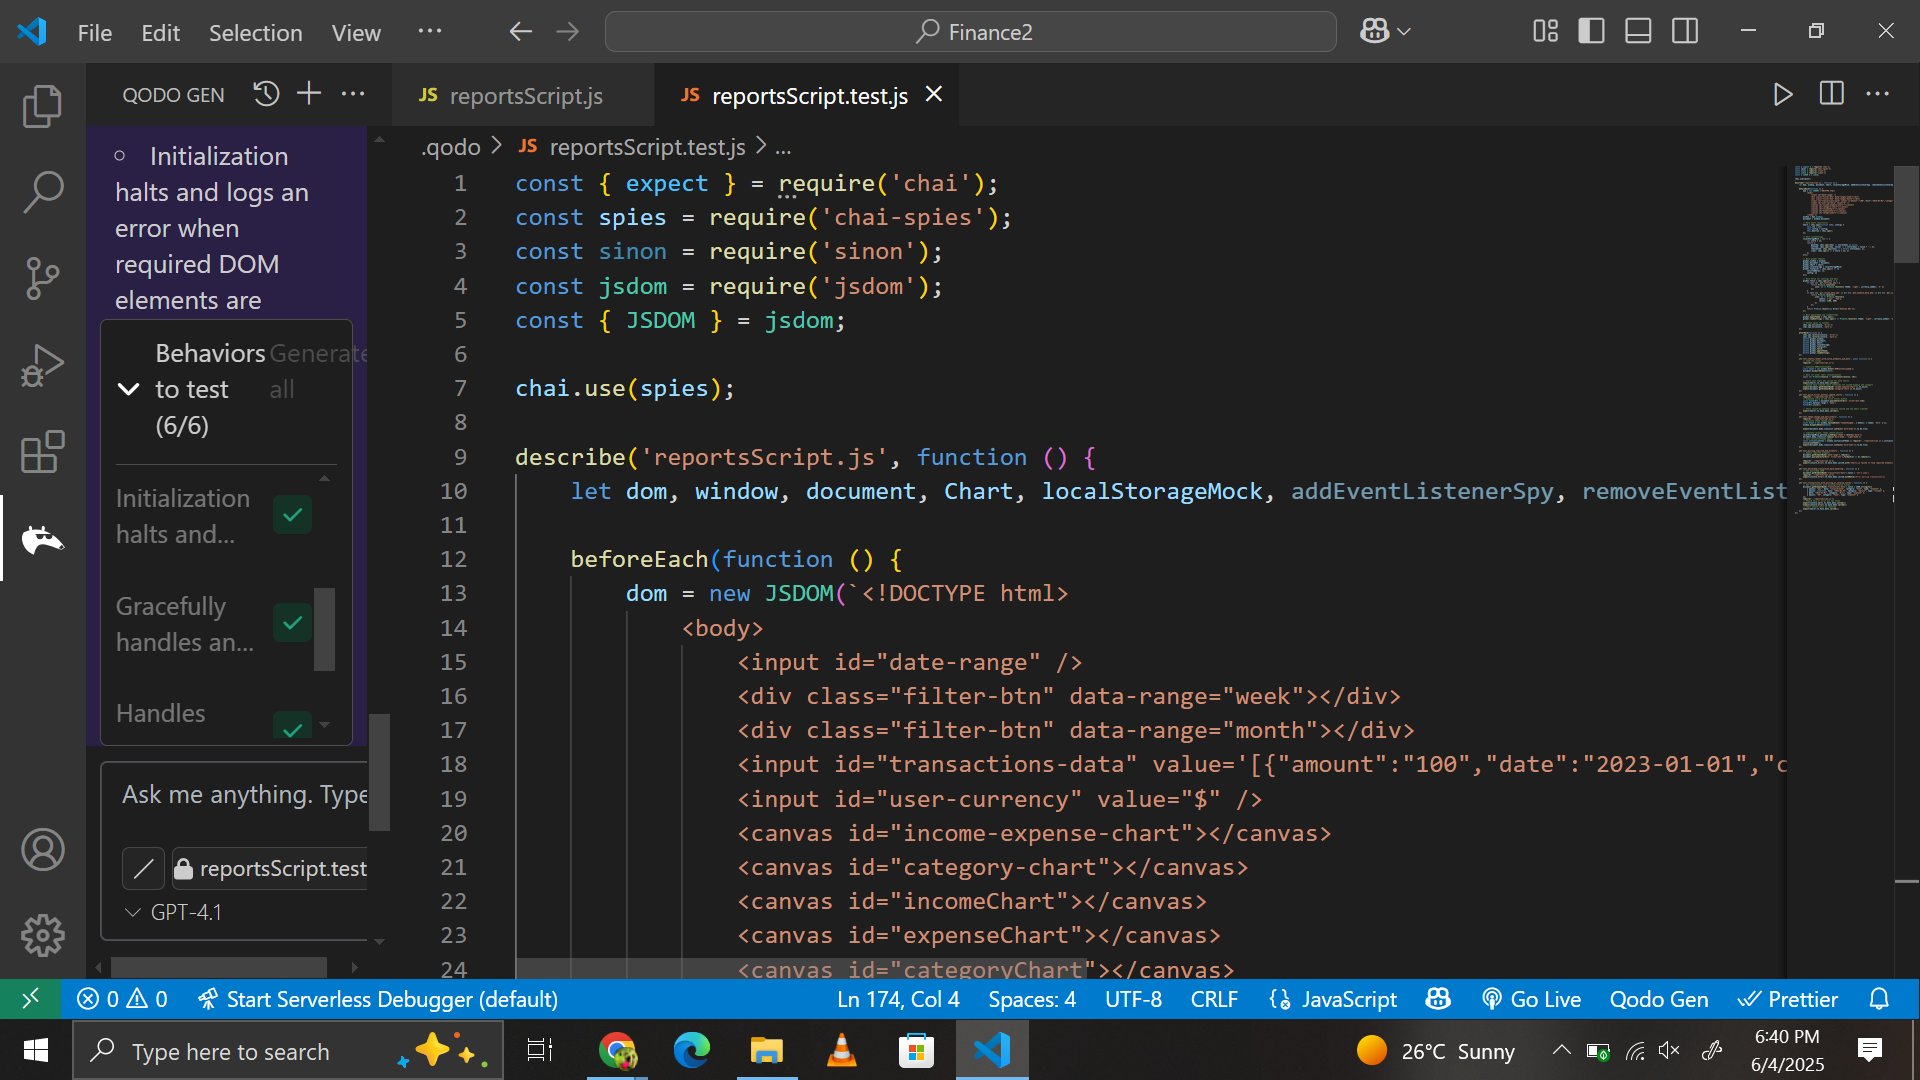 File Edit Selection View ...
Finance2
QODO GEN
JS reportsScript.js
JS reportsScript.test.js
.qodo > JS reportsScript.test.js > ...
Initialization
halts and logs an
error when
required DOM
elements are
Behaviors
to test
(6/6)
Generate
all
Initialization
halts and...
Gracefully
handles an...
Handles
Ask me anything. Type
reportsScript.test
GPT-4.1
1 const { expect } = require('chai');
2 const spies = require('chai-spies');
3 const sinon = require('sinon');
4 const jsdom = require('jsdom');
5 const { JSDOM } = jsdom;
6
7 chai.use(spies);
8
9 describe('reportsScript.js', function () {
10 let dom, window, document, Chart, localStorageMock, addEventListenerSpy, removeEventList
11
12 beforeEach(function () {
13 dom = new JSDOM(`<!DOCTYPE html>
14 <body>
15 <input id="date-range" />
16 <div class="filter-btn" data-range="week"></div>
17 <div class="filter-btn" data-range="month"></div>
18 <input id="transactions-data" value='[{"amount":"100","date":"2023-01-01","c
19 <input id="user-currency" value="$" />
20 <canvas id="income-expense-chart"></canvas>
21 <canvas id="category-chart"></canvas>
22 <canvas id="incomeChart"></canvas>
23 <canvas id="expenseChart"></canvas>
24 <canvas id="categoryChart"></canvas>
0 0 Start Serverless Debugger (default) Ln 174, Col 4 Spaces: 4 UTF-8 CRLF {} JavaScript Go Live Qodo Gen Prettier
Type here to search
26°C Sunny
6:40 PM
6/4/2025